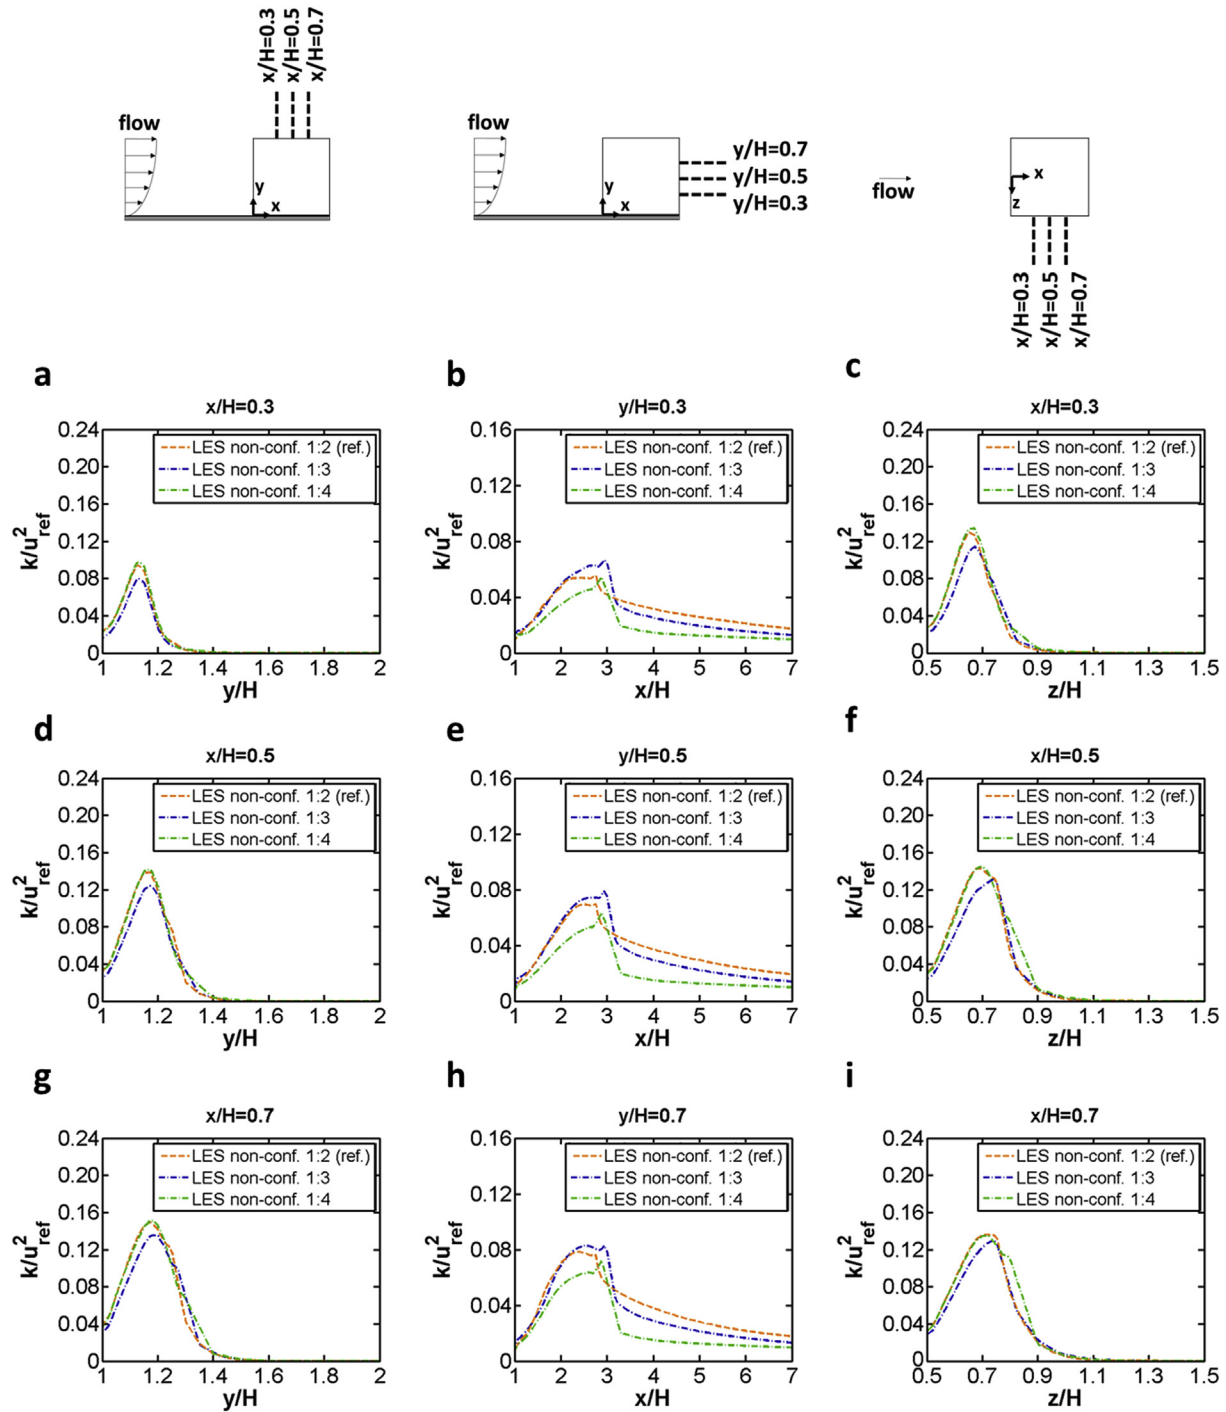 x/H=0.3
x/H=0.5
x/H=0.7
flow
y
x
flow
y
x
y/H=0.7
y/H=0.5
y/H=0.3
flow
x
z
x/H=0.3
x/H=0.5
x/H=0.7
a
x/H=0.3
0.24
0.20
0.16
0.12
0.08
0.04
0
k/u²ref
LES non-conf. 1:2 (ref.)
LES non-conf. 1:3
LES non-conf. 1:4
1 1.2 1.4 1.6 1.8 2
y/H
b
y/H=0.3
0.16
0.12
0.08
0.04
0
k/u²ref
LES non-conf. 1:2 (ref.)
LES non-conf. 1:3
LES non-conf. 1:4
1 2 3 4 5 6 7
x/H
c
x/H=0.3
0.24
0.20
0.16
0.12
0.08
0.04
0
k/u²ref
LES non-conf. 1:2 (ref.)
LES non-conf. 1:3
LES non-conf. 1:4
0.5 0.7 0.9 1.1 1.3 1.5
z/H
d
x/H=0.5
0.24
0.20
0.16
0.12
0.08
0.04
0
k/u²ref
LES non-conf. 1:2 (ref.)
LES non-conf. 1:3
LES non-conf. 1:4
1 1.2 1.4 1.6 1.8 2
y/H
e
y/H=0.5
0.16
0.12
0.08
0.04
0
k/u²ref
LES non-conf. 1:2 (ref.)
LES non-conf. 1:3
LES non-conf. 1:4
1 2 3 4 5 6 7
x/H
f
x/H=0.5
0.24
0.20
0.16
0.12
0.08
0.04
0
k/u²ref
LES non-conf. 1:2 (ref.)
LES non-conf. 1:3
LES non-conf. 1:4
0.5 0.7 0.9 1.1 1.3 1.5
z/H
g
x/H=0.7
0.24
0.20
0.16
0.12
0.08
0.04
0
k/u²ref
LES non-conf. 1:2 (ref.)
LES non-conf. 1:3
LES non-conf. 1:4
1 1.2 1.4 1.6 1.8 2
y/H
h
y/H=0.7
0.16
0.12
0.08
0.04
0
k/u²ref
LES non-conf. 1:2 (ref.)
LES non-conf. 1:3
LES non-conf. 1:4
1 2 3 4 5 6 7
x/H
i
x/H=0.7
0.24
0.20
0.16
0.12
0.08
0.04
0
k/u²ref
LES non-conf. 1:2 (ref.)
LES non-conf. 1:3
LES non-conf. 1:4
0.5 0.7 0.9 1.1 1.3 1.5
z/H